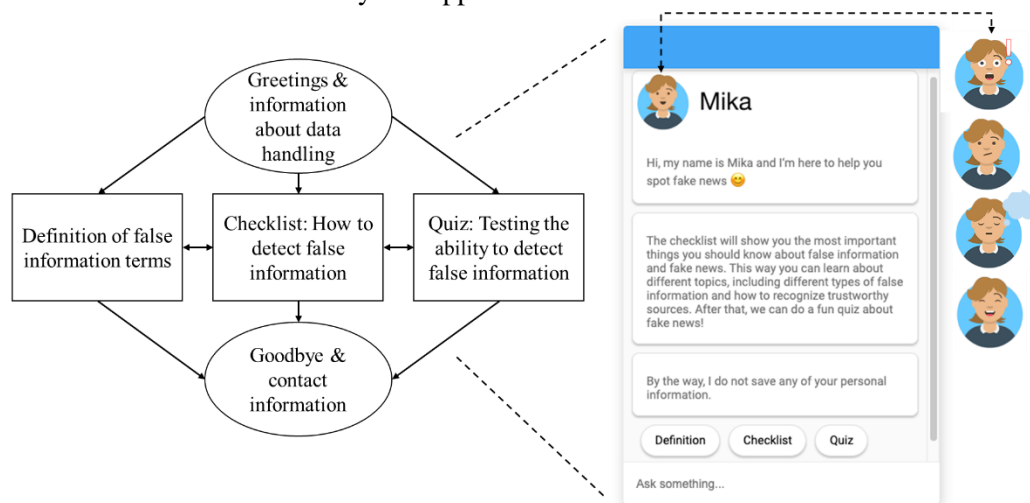 Greetings &
information
about data
handling
Definition of false
information terms
Checklist: How to
detect false
information
Quiz: Testing the
ability to detect
false information
Goodbye &
contact
information
Mika
Hi, my name is Mika and I'm here to help you
spot fake news 😊
The checklist will show you the most important
things you should know about false information
and fake news. This way you can learn about
different topics, including different types of false
information and how to recognize trustworthy
sources. After that, we can do a fun quiz about
fake news!
By the way, I do not save any of your personal
information.
Definition
Checklist
Quiz
Ask something...